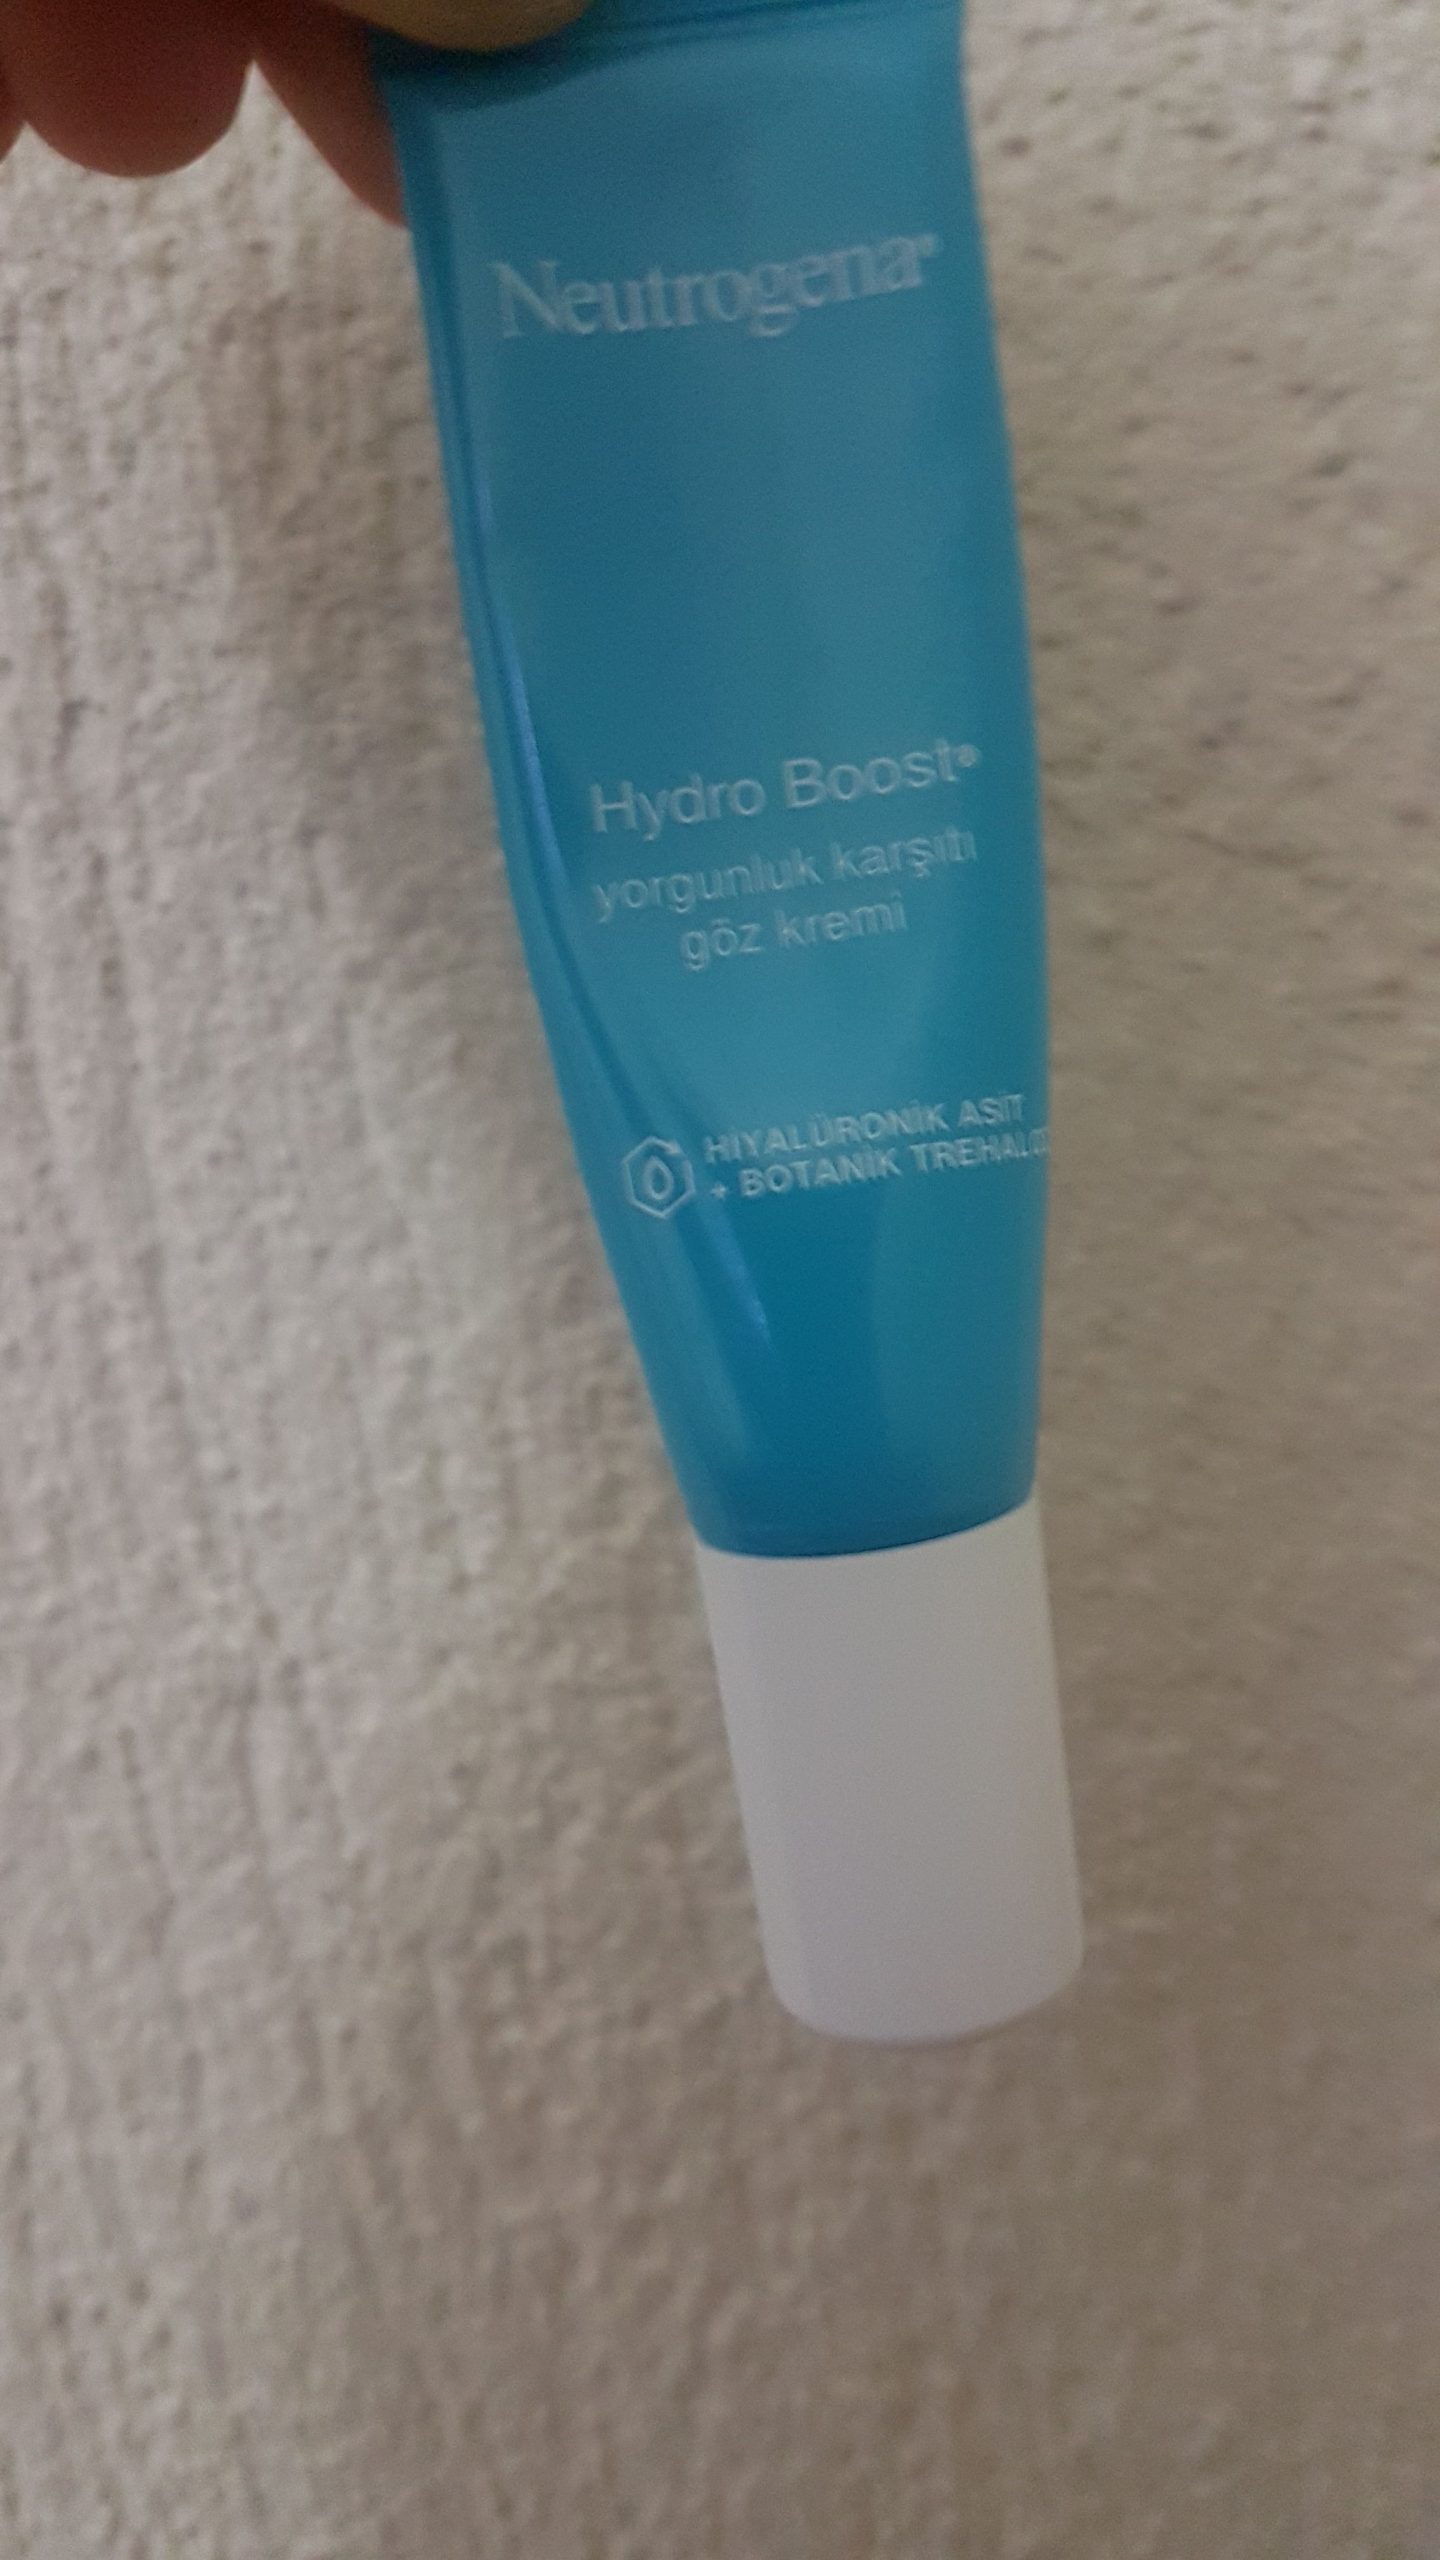 Neutrogena®
Hydro Boost®
yorgunluk karşıtı
göz kremi
HİYALÜRONİK ASİT
+ BOTANİK